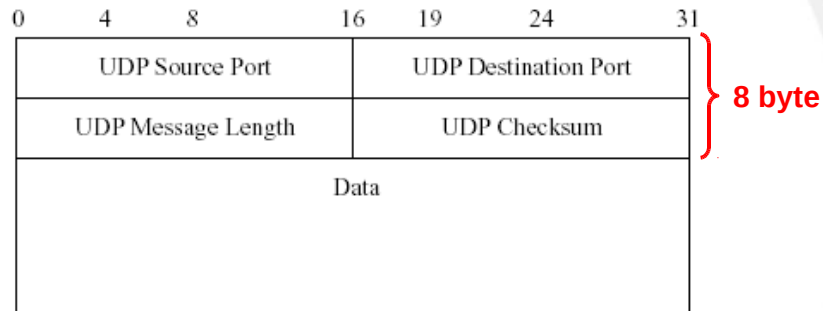 0 4 8 16 19 24 31
UDP Source Port UDP Destination Port
8 byte
UDP Message Length UDP Checksum
Data